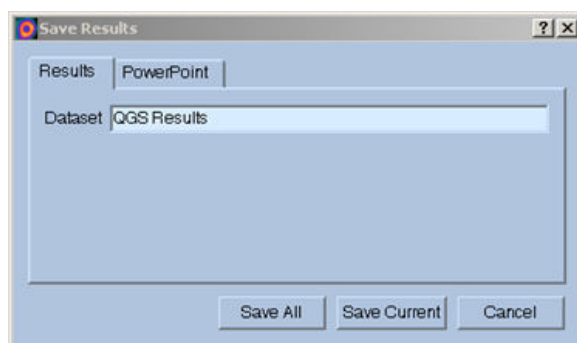 Save Results
Results PowerPoint
Dataset QGS Results
Save All Save Current Cancel